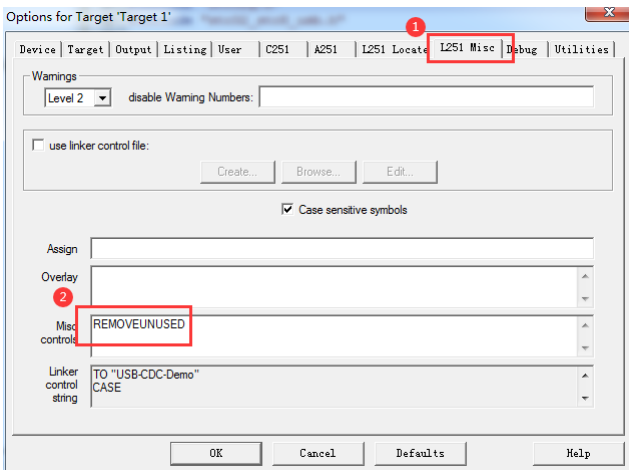 Options for Target 'Target 1'
1
Device Target Output Listing User C251 A251 L251 Locate L251 Misc Debug Utilities
Warnings
Level 2 disable Warning Numbers:
use linker control file:
Create... Browse... Edit...
Case sensitive symbols
Assign
Overlay
2
Misc controls
REMOVEUNUSED
Linker control string
TO "USB-CDC-Demo"
CASE
OK Cancel Defaults Help